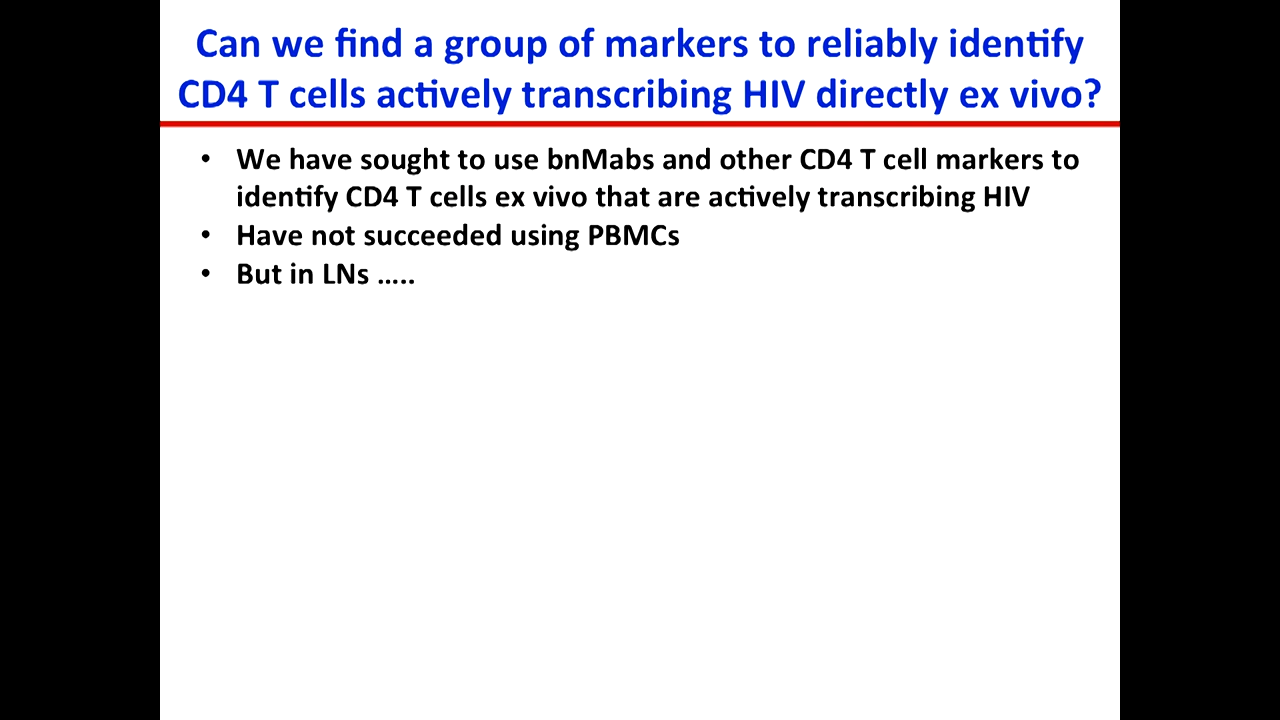 Can we find a group of markers to reliably identify
CD4 T cells actively transcribing HIV directly ex vivo?
• We have sought to use bnMabs and other CD4 T cell markers to
identify CD4 T cells ex vivo that are actively transcribing HIV
• Have not succeeded using PBMCs
• But in LNs …..